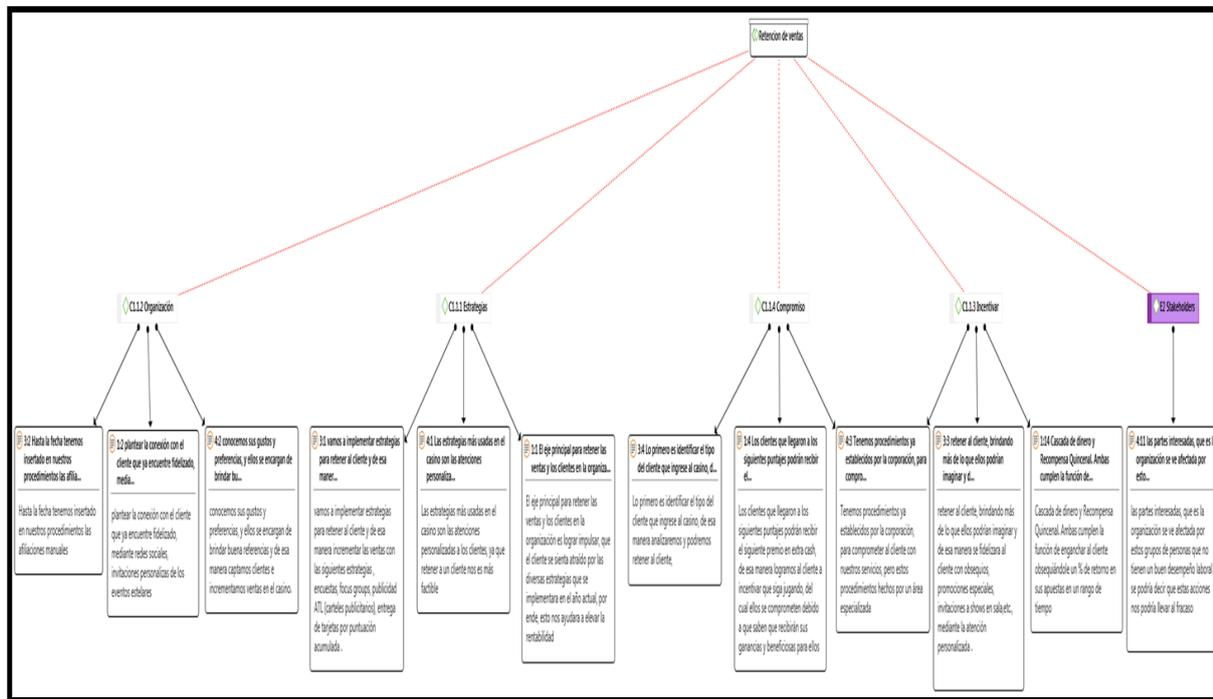 Retencion de ventas
C1.1.2 Organización
C1.1.1 Estrategias
C1.1.4 Compromiso
C1.1.3 Incentivar
E2 Stakeholders
3:2 Hasta la fecha tenemos
insertado en nuestros
procedimientos las afilia...
Hasta la fecha tenemos insertado
en nuestros procedimientos las
afiliaciones manuales
1:2 plantear la conexión con el
cliente que ya encuentre fidelizado,
media...
plantear la conexión con el cliente
que ya encuentre fidelizado,
mediante redes sociales,
invitaciones personalizas de los
eventos estelares
4:2 conocemos sus gustos y
preferencias, y ellos se encargan de
brindar bu...
conocemos sus gustos y
preferencias, y ellos se encargan de
brindar buena referencias y de esa
manera captamos clientes e
incrementamos ventas en el casino.
3:1 vamos a implementar estrategias
para retener al cliente y de esa
maner...
vamos a implementar estrategias
para retener al cliente y de esa
manera incrementar las ventas con
las siguientes estrategias ,
encuestas, focus groups, publicidad
ATL (carteles publicitarios), entrega
de tarjetas por puntuación
acumulada .
4:1 Las estrategias más usadas en el
casino son las atenciones
personaliza...
Las estrategias más usadas en el
casino son las atenciones
personalizadas a los clientes, ya que
retener a un cliente nos es más
factible
1:1 El eje principal para retener las
ventas y los clientes en la organiza...
El eje principal para retener las
ventas y los clientes en la
organización es lograr impulsar, que
el cliente se sienta atraído por las
diversas estrategias que se
implementara en el año actual, por
ende, esto nos ayudara a elevar la
rentabilidad
3:4 Lo primero es identificar el tipo
del cliente que ingrese al casino, d...
Lo primero es identificar el tipo del
cliente que ingrese al casino, de esa
manera analizaremos y podremos
retener al cliente,
1:4 Los clientes que llegaron a los
siguientes puntajes podrán recibir
el...
Los clientes que llegaron a los
siguientes puntajes podrán recibir
el siguiente premio en extra cash,
de esa manera logramos al cliente a
incentivar que siga jugando, del
cual ellos se comprometen debido
a que saben que recibirán sus
ganancias y beneficiosas para ellos
4:3 Tenemos procedimientos ya
establecidos por la corporación, para
compro...
Tenemos procedimientos ya
establecidos por la corporación,
para comprometer al cliente con
nuestros servicios, pero estos
procedimientos hechos por un área
especializada
3:3 retener al cliente, brindando
más de lo que ellos podrían
imaginar y d...
retener al cliente, brindando más
de lo que ellos podrían imaginar y
de esa manera se fidelizara al
cliente con obsequios,
promociones especiales,
invitaciones a shows en sala,etc.,
mediante la atención
personalizada .
1:14 Cascada de dinero y
Recompensa Quincenal. Ambas
cumplen la función de...
Cascada de dinero y Recompensa
Quincenal. Ambas cumplen la
función de enganchar al cliente
obsequiándole un % de retorno en
sus apuestas en un rango de
tiempo
4:11 las partes interesadas, que es l
organización se ve afectada por
esto...
las partes interesadas, que es la
organización se ve afectada por
estos grupos de personas que no
tienen un buen desempeño laboral
se podría decir que estas acciones
nos podría llevar al fracaso